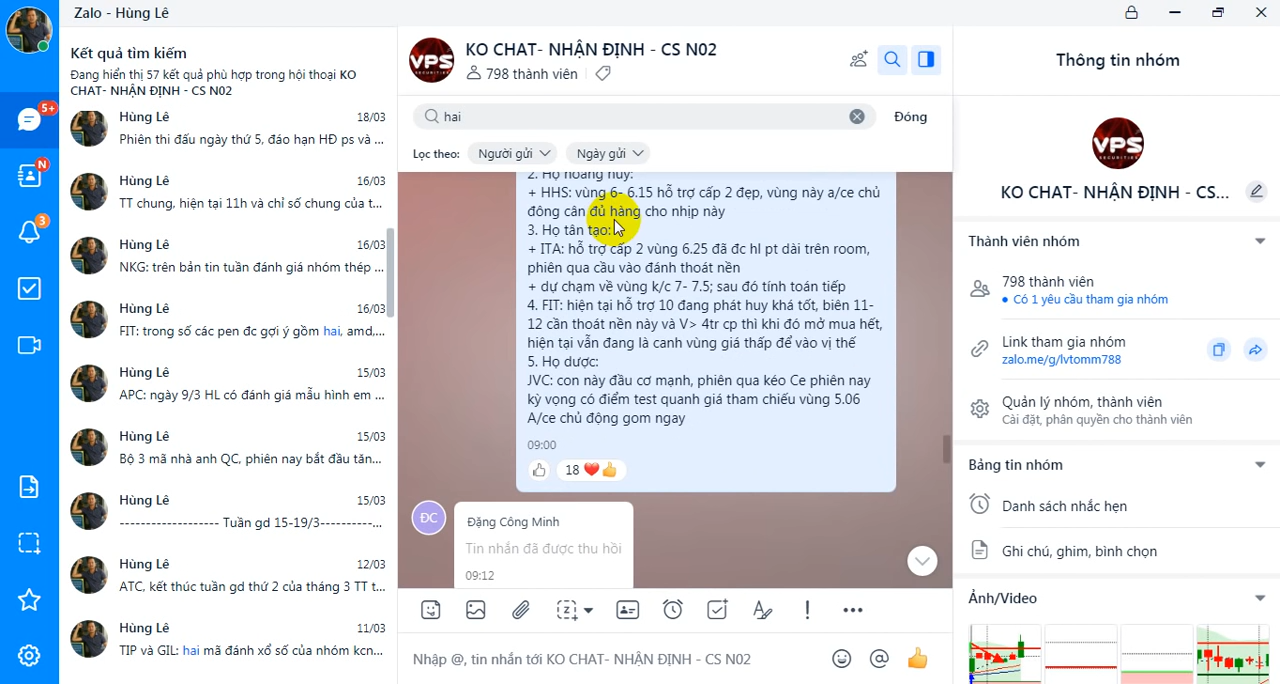 Zalo - Hùng Lê
Kết quả tìm kiếm
Đang hiển thị 57 kết quả phù hợp trong hội thoại KO
CHAT- NHẬN ĐỊNH - CS N02
5+
N
3
Hùng Lê 18/03
Phiên thi đấu ngày thứ 5, đáo hạn HĐ ps và ...
Hùng Lê 16/03
TT chung, hiện tại 11h và chỉ số chung của t...
Hùng Lê 16/03
NKG: trên bản tin tuần đánh giá nhóm thép ...
Hùng Lê 16/03
FIT: trong số các pen đc gợi ý gồm hai, amd,...
Hùng Lê 15/03
APC: ngày 9/3 HL có đánh giá mẫu hình em ...
Hùng Lê 15/03
Bộ 3 mã nhà anh QC, phiên nay bắt đầu tăn...
Hùng Lê 15/03
------------------- Tuần gd 15-19/3----------...
Hùng Lê 12/03
ATC, kết thúc tuần gd thứ 2 của tháng 3 TT t...
Hùng Lê 11/03
TIP và GIL: hai mã đánh xổ số của nhóm kcn...
VPS
SECURITIES
KO CHAT- NHẬN ĐỊNH - CS N02
798 thành viên
hai
Đóng
Lọc theo: Người gửi Ngày gửi
2. Họ hoàng huy:
+ HHS: vùng 6- 6.15 hỗ trợ cấp 2 đẹp, vùng này a/ce chủ
đông cân đủ hàng cho nhịp này
3. Họ tân tạo:
+ ITA: hỗ trợ cấp 2 vùng 6.25 đã đc hl pt dài trên room,
phiên qua cầu vào đánh thoát nền
+ dự chạm về vùng k/c 7- 7.5; sau đó tính toán tiếp
4. FIT: hiện tại hỗ trợ 10 đang phát huy khá tốt, biên 11-
12 cần thoát nền này và V> 4tr cp thì khi đó mở mua hết,
hiện tại vẫn đang là canh vùng giá thấp để vào vị thế
5. Họ dược:
JVC: con này đầu cơ mạnh, phiên qua kéo Ce phiên nay
kỳ vọng có điểm test quanh giá tham chiếu vùng 5.06
A/ce chủ động gom ngay
09:00
18
ĐC
Đặng Công Minh
Tin nhắn đã được thu hồi
09:12
Nhập @, tin nhắn tới KO CHAT- NHẬN ĐỊNH - CS N02
Thông tin nhóm
VPS
SECURITIES
KO CHAT- NHẬN ĐỊNH - CS...
Thành viên nhóm
798 thành viên
• Có 1 yêu cầu tham gia nhóm
Link tham gia nhóm
zalo.me/g/lvtomm788
Quản lý nhóm, thành viên
Cài đặt, phân quyền cho thành viên
Bảng tin nhóm
Danh sách nhắc hẹn
Ghi chú, ghim, bình chọn
Ảnh/Video